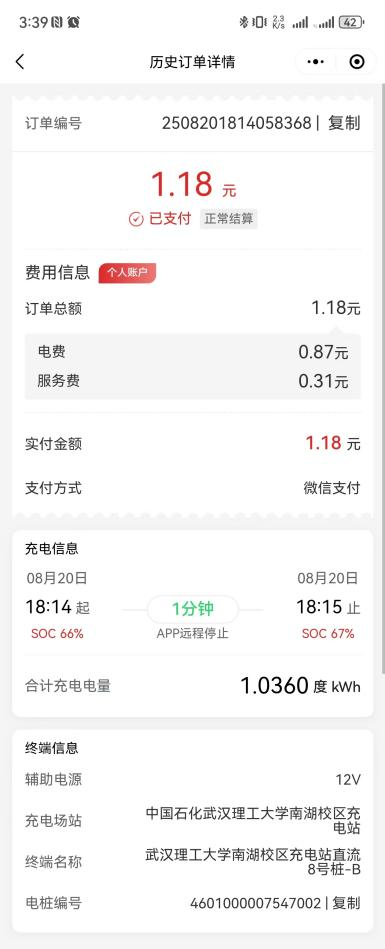 3:39
2.3
K/s
42
历史订单详情
订单编号 2508201814058368 | 复制
1.18 元
已支付 正常结算
费用信息 个人账户
订单总额 1.18元
电费 0.87元
服务费 0.31元
实付金额 1.18 元
支付方式 微信支付
充电信息
08月20日 08月20日
18:14 起 1分钟 18:15 止
SOC 66% APP远程停止 SOC 67%
合计充电电量 1.0360 度 kWh
终端信息
辅助电源 12V
充电场站 中国石化武汉理工大学南湖校区充
电站
终端名称 武汉理工大学南湖校区充电站直流
8号桩-B
电桩编号 4601000007547002 | 复制